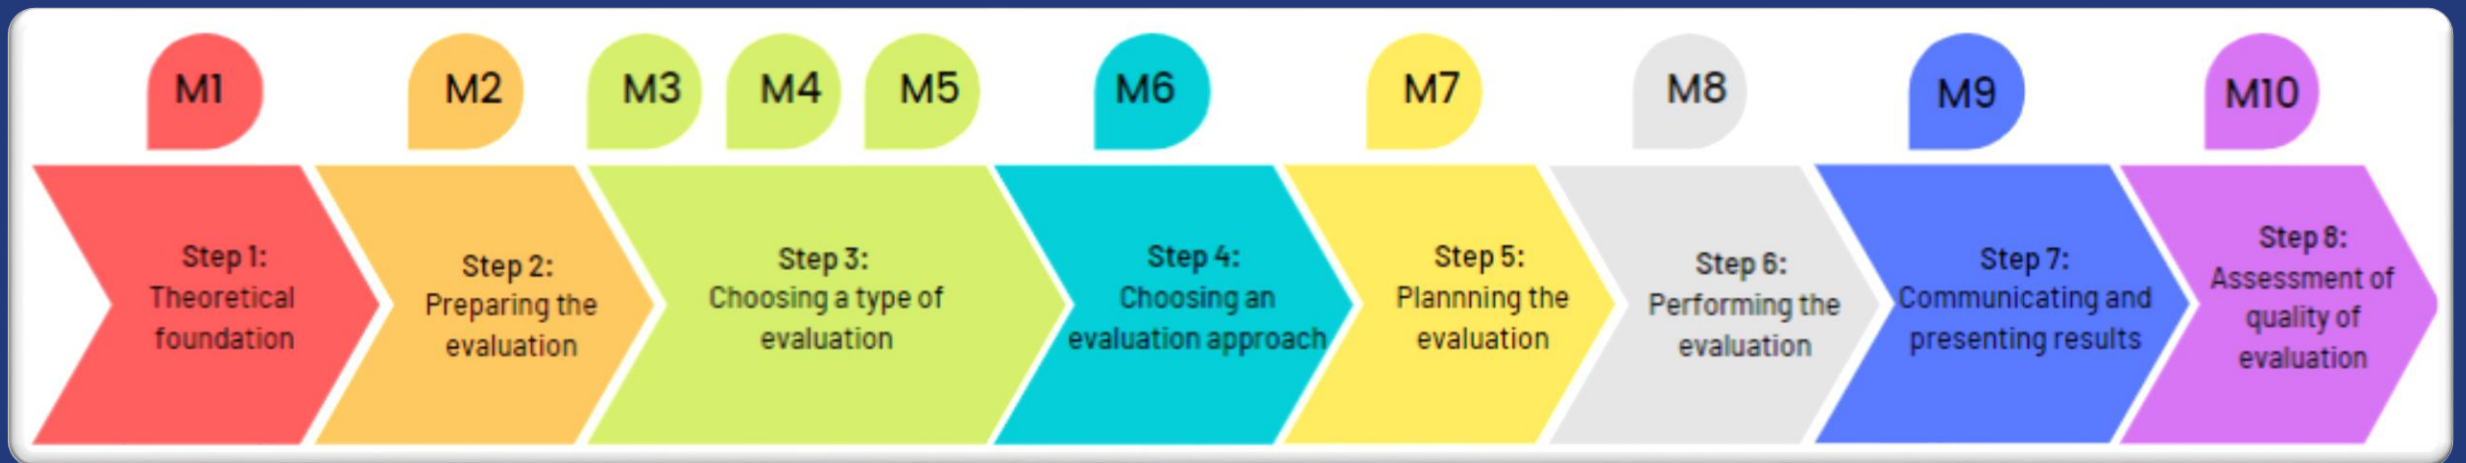 M1
M2
M3
M4
M5
M6
M7
M8
M9
M10
Step 1:
Theoretical
foundation
Step 2:
Preparing the
evaluation
Step 3:
Choosing a type of
evaluation
Step 4:
Choosing an
evaluation approach
Step 5:
Plannning the
evaluation
Step 6:
Performing the
evaluation
Step 7:
Communicating and
presenting results
Step 8:
Assessment of
quality of
evaluation